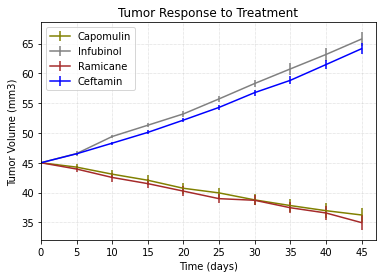 Tumor Response to Treatment
Capomulin
Infubinol
Ramicane
Ceftamin
Tumor Volume (mm3)
65
60
55
50
45
40
35
0 5 10 15 20 25 30 35 40 45
Time (days)